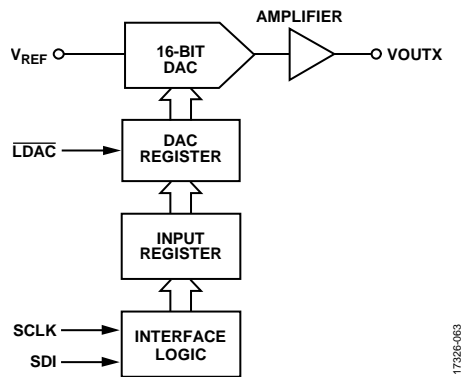 AMPLIFIER
VREF
16-BIT
DAC
VOUTX
LDAC
DAC
REGISTER
INPUT
REGISTER
SCLK
SDI
INTERFACE
LOGIC
17326-063